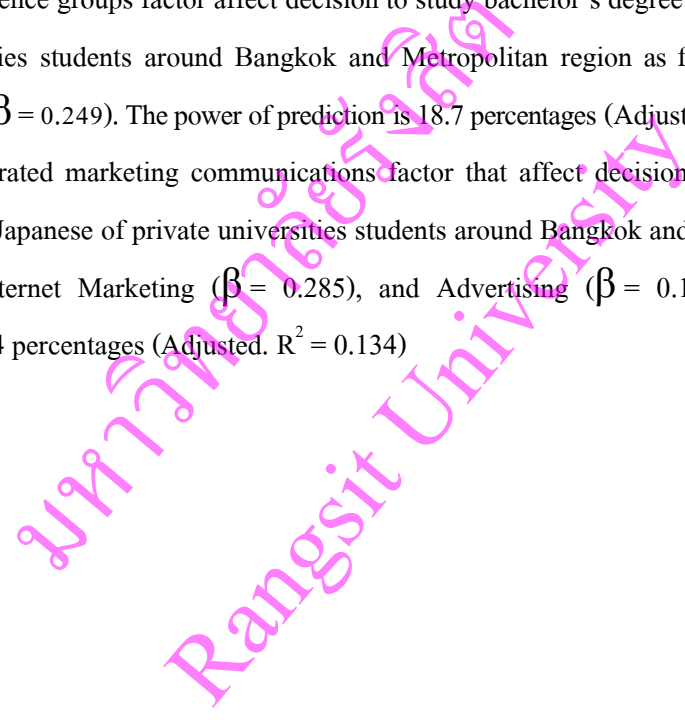 ence groups factor affect decision to study bachelor's degree
ies students around Bangkok and Metropolitan region as f
β = 0.249). The power of prediction is 18.7 percentages (Adjust
rated marketing communications factor that affect decision
Japanese of private universities students around Bangkok and
ternet Marketing (β = 0.285), and Advertising (β = 0.1
4 percentages (Adjusted. R² = 0.134)
มหาวิทยาลัยรังสิต
Rangsit University